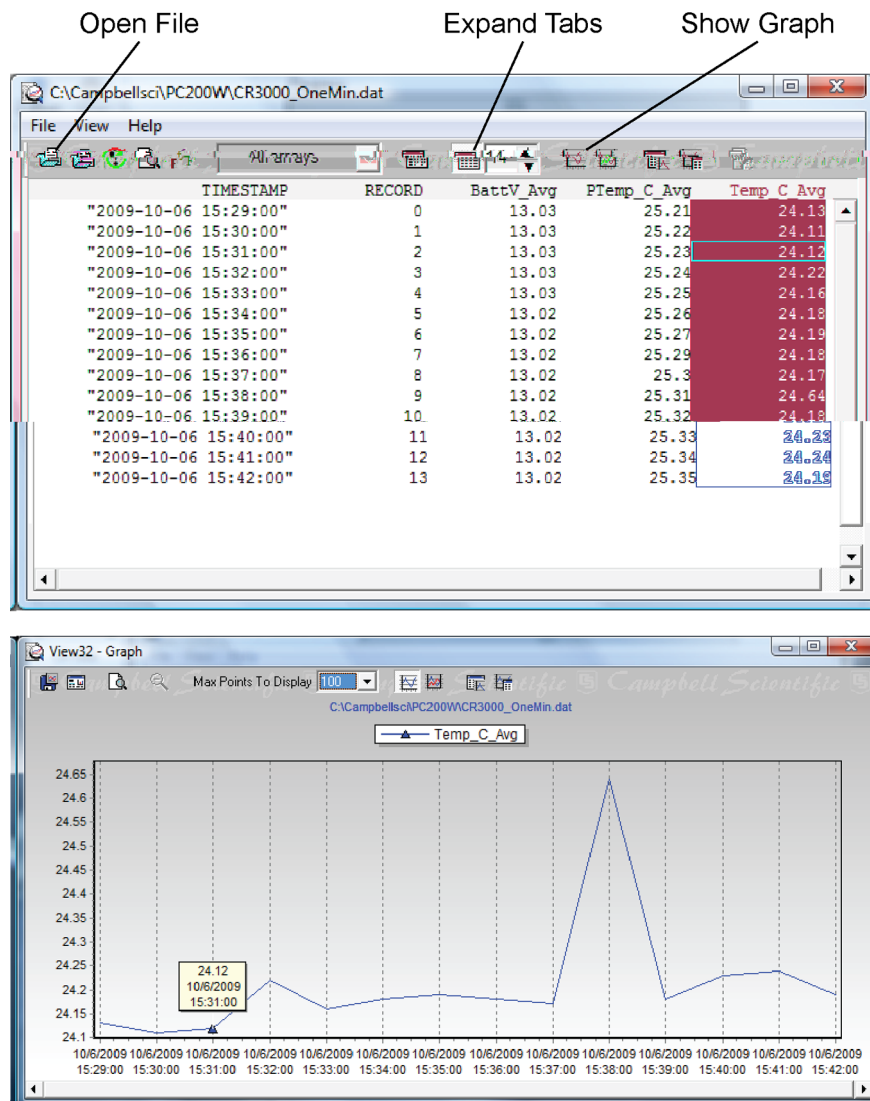 Open File Expand Tabs Show Graph
C:\Campbellsci\PC200W\CR3000_OneMin.dat
File View Help
All arrays 14
TIMESTAMP RECORD BattV_Avg PTemp_C_Avg Temp_C_Avg
"2009-10-06 15:29:00" 0 13.03 25.21 24.13
"2009-10-06 15:30:00" 1 13.03 25.22 24.11
"2009-10-06 15:31:00" 2 13.03 25.23 24.12
"2009-10-06 15:32:00" 3 13.03 25.24 24.22
"2009-10-06 15:33:00" 4 13.03 25.25 24.16
"2009-10-06 15:34:00" 5 13.02 25.26 24.18
"2009-10-06 15:35:00" 6 13.02 25.27 24.19
"2009-10-06 15:36:00" 7 13.02 25.29 24.18
"2009-10-06 15:37:00" 8 13.02 25.3 24.17
"2009-10-06 15:38:00" 9 13.02 25.31 24.64
"2009-10-06 15:39:00" 10 13.02 25.32 24.18
"2009-10-06 15:40:00" 11 13.02 25.33 24.23
"2009-10-06 15:41:00" 12 13.02 25.34 24.24
"2009-10-06 15:42:00" 13 13.02 25.35 24.19
View32 - Graph
Max Points To Display 100
Scientific Campbell Scientific
C:\Campbellsci\PC200W\CR3000_OneMin.dat
Temp_C_Avg
24.65
24.6
24.55
24.5
24.45
24.4
24.35
24.3
24.25
24.2
24.15
24.1
24.12
10/6/2009
15:31:00
10/6/2009 10/6/2009 10/6/2009 10/6/2009 10/6/2009 10/6/2009 10/6/2009 10/6/2009 10/6/2009 10/6/2009 10/6/2009 10/6/2009 10/6/2009 10/6/2009
15:29:00 15:30:00 15:31:00 15:32:00 15:33:00 15:34:00 15:35:00 15:36:00 15:37:00 15:38:00 15:39:00 15:40:00 15:41:00 15:42:00